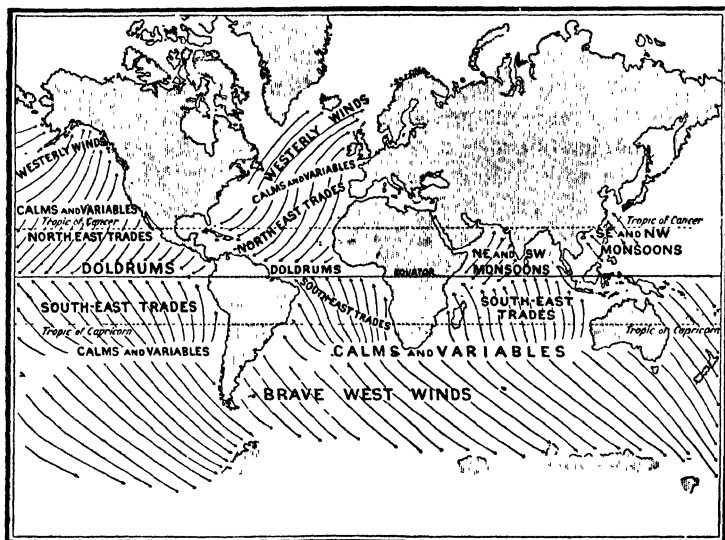 WESTERLY WINDS
WESTERLY WINDS
CALMS AND VARIABLES
CALMS AND VARIABLES
Tropic of Cancer
Tropic of Cancer
NORTH EAST TRADES
NORTH-EAST TRADES
SE AND NW
MONSOONS
NE AND SW
MONSOONS
DOLDRUMS
DOLDRUMS
EQUATOR
SOUTH-EAST TRADES
SOUTH-EAST TRADES
SOUTH-EAST
TRADES
Tropic of Capricorn
Tropic of Capricorn
CALMS AND VARIABLES
CALMS AND VARIABLES
BRAVE WEST WINDS